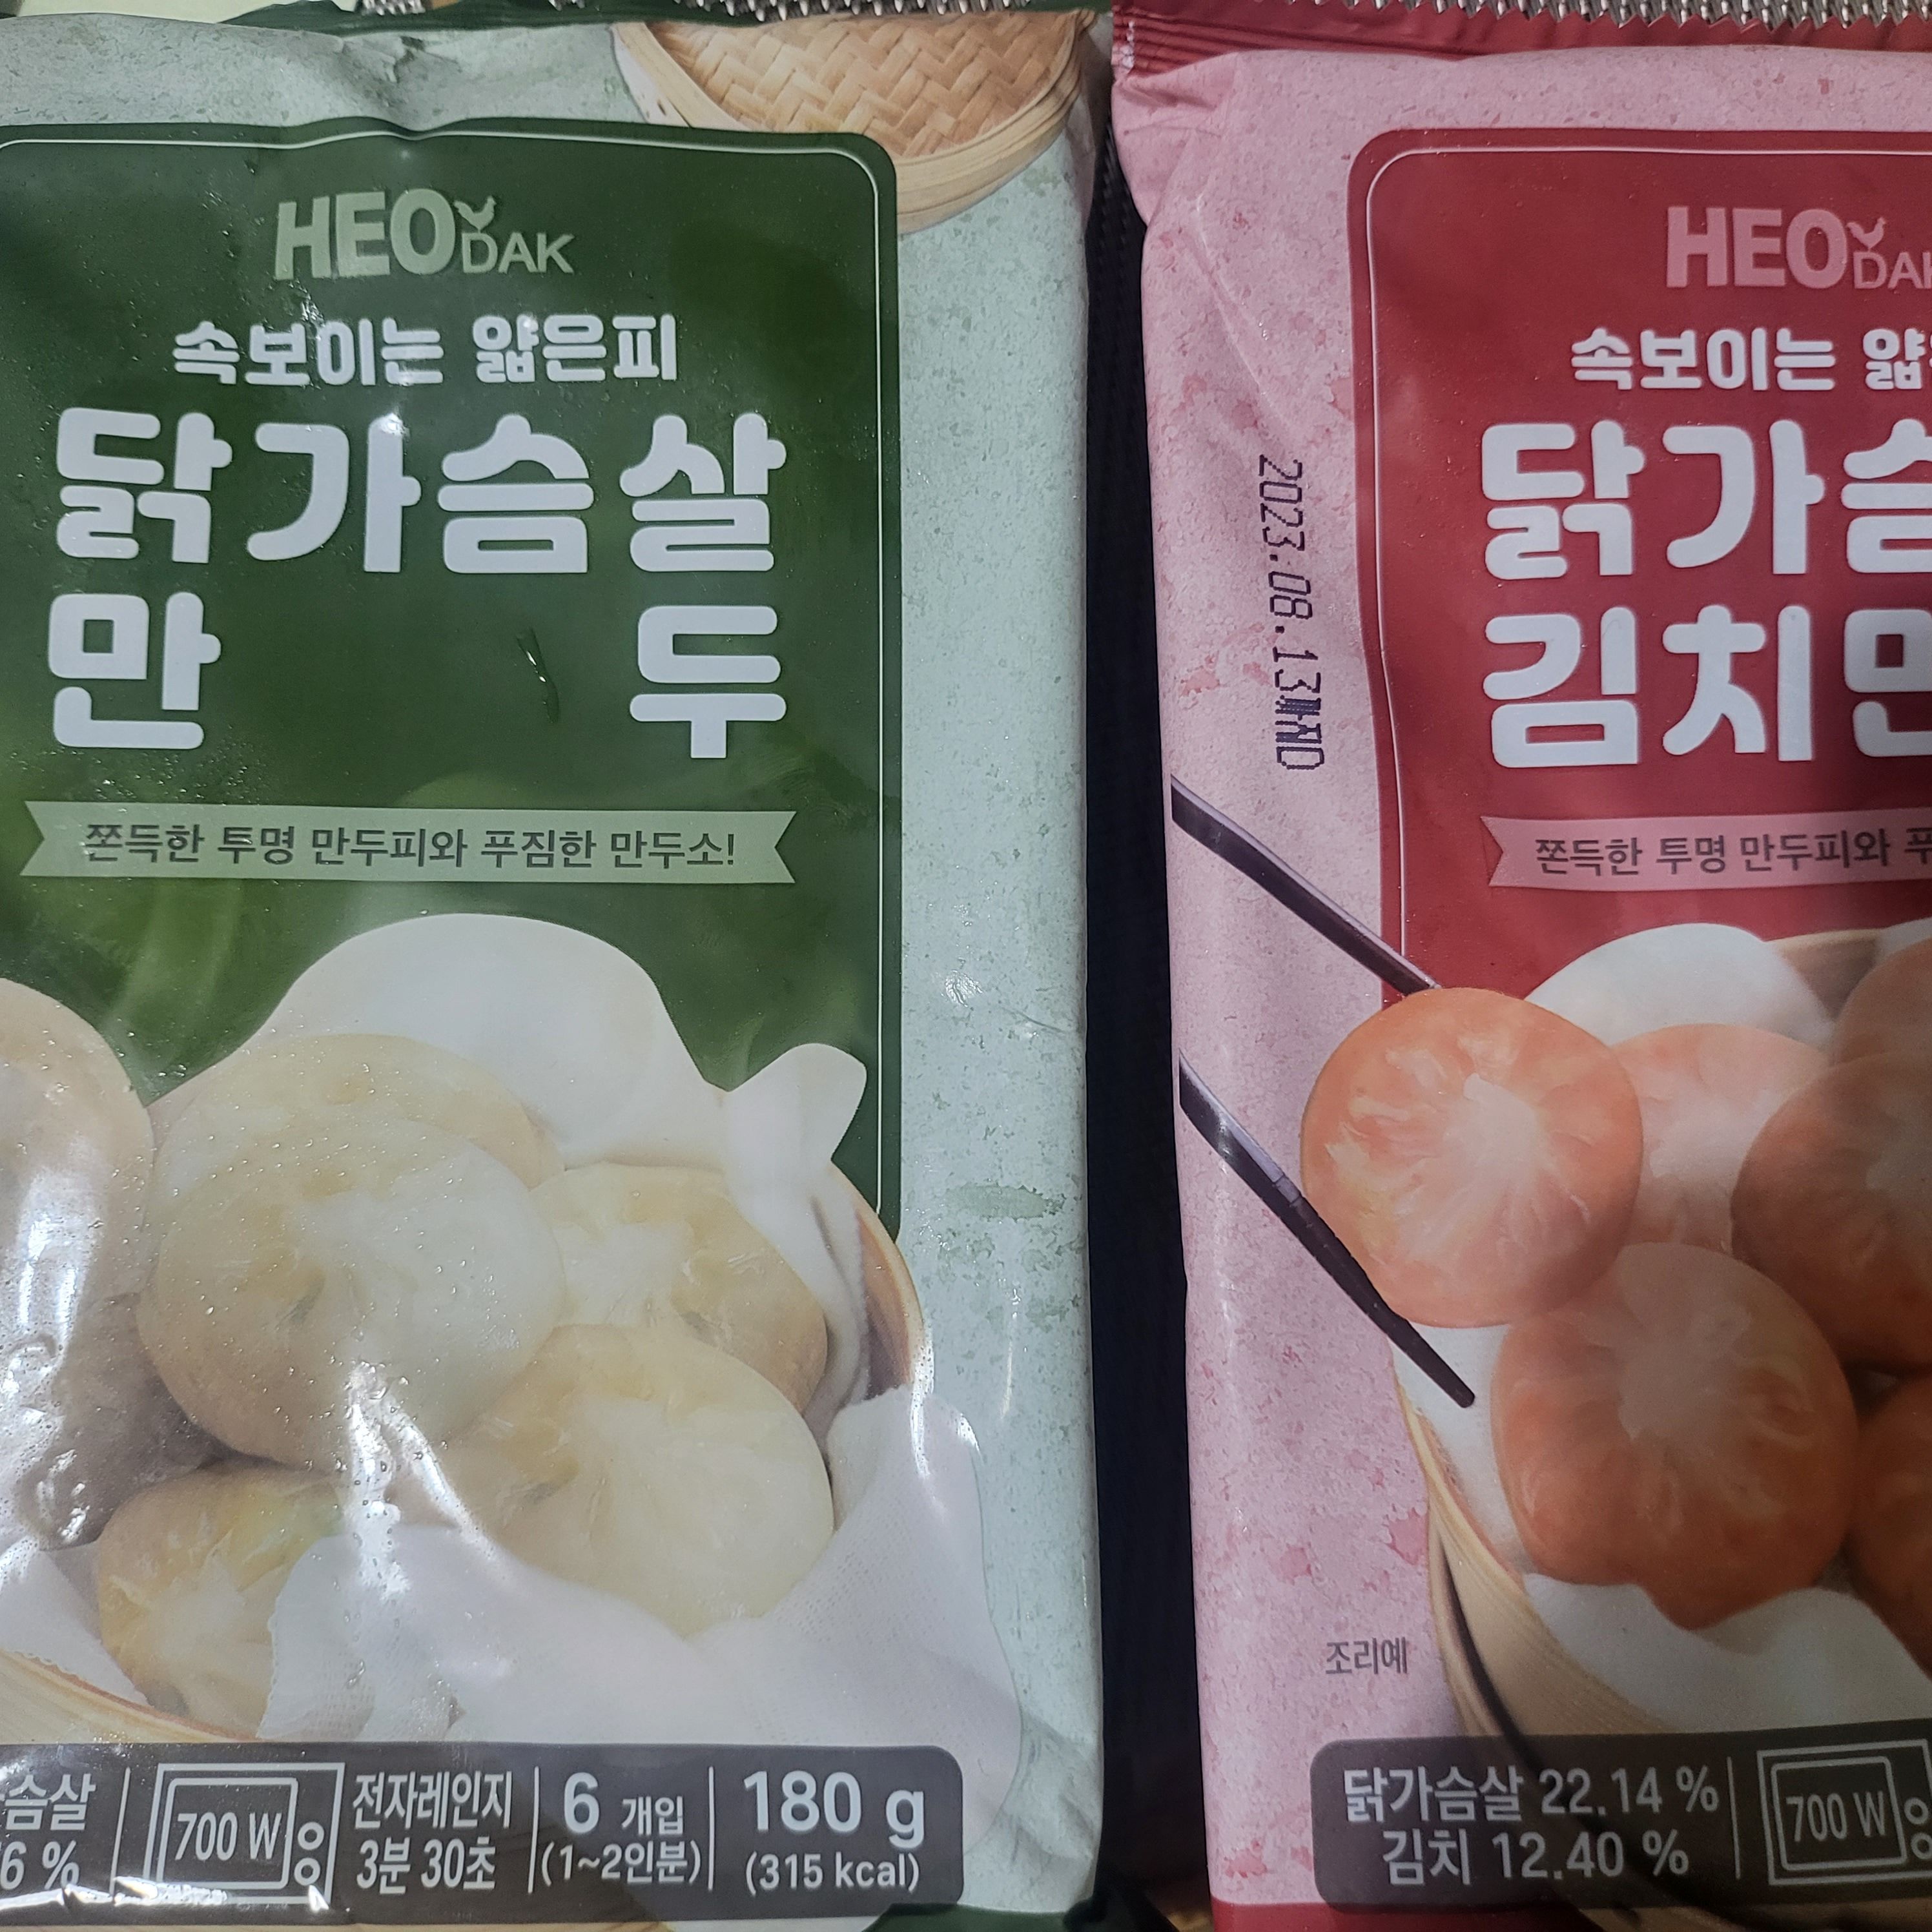 HEO DAK
속보이는 얇은피
닭가슴살
만두
쫀득한 투명 만두피와 푸짐한 만두소!
슴살
6 %
700 W
전자레인지
3분 30초
6 개입
(1~2인분)
180 g
(315 kcal)
HEO DAK
속보이는
닭가슴
김치만
2023.08.13까지
쫀득한 투명 만두피와 푸
조리예
닭가슴살 22.14 %
김치 12.40 %
700 W